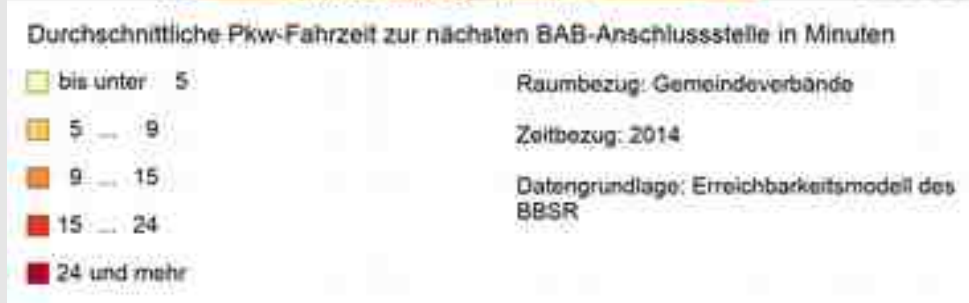 Durchschnittliche Pkw-Fahrzeit zur nächsten BAB-Anschlussstelle in Minuten
bis unter 5
5 ... 9
9 ... 15
15 ... 24
24 und mehr
Raumbezug: Gemeindeverbände
Zeitbezug: 2014
Datengrundlage: Erreichbarkeitsmodell des
BBSR